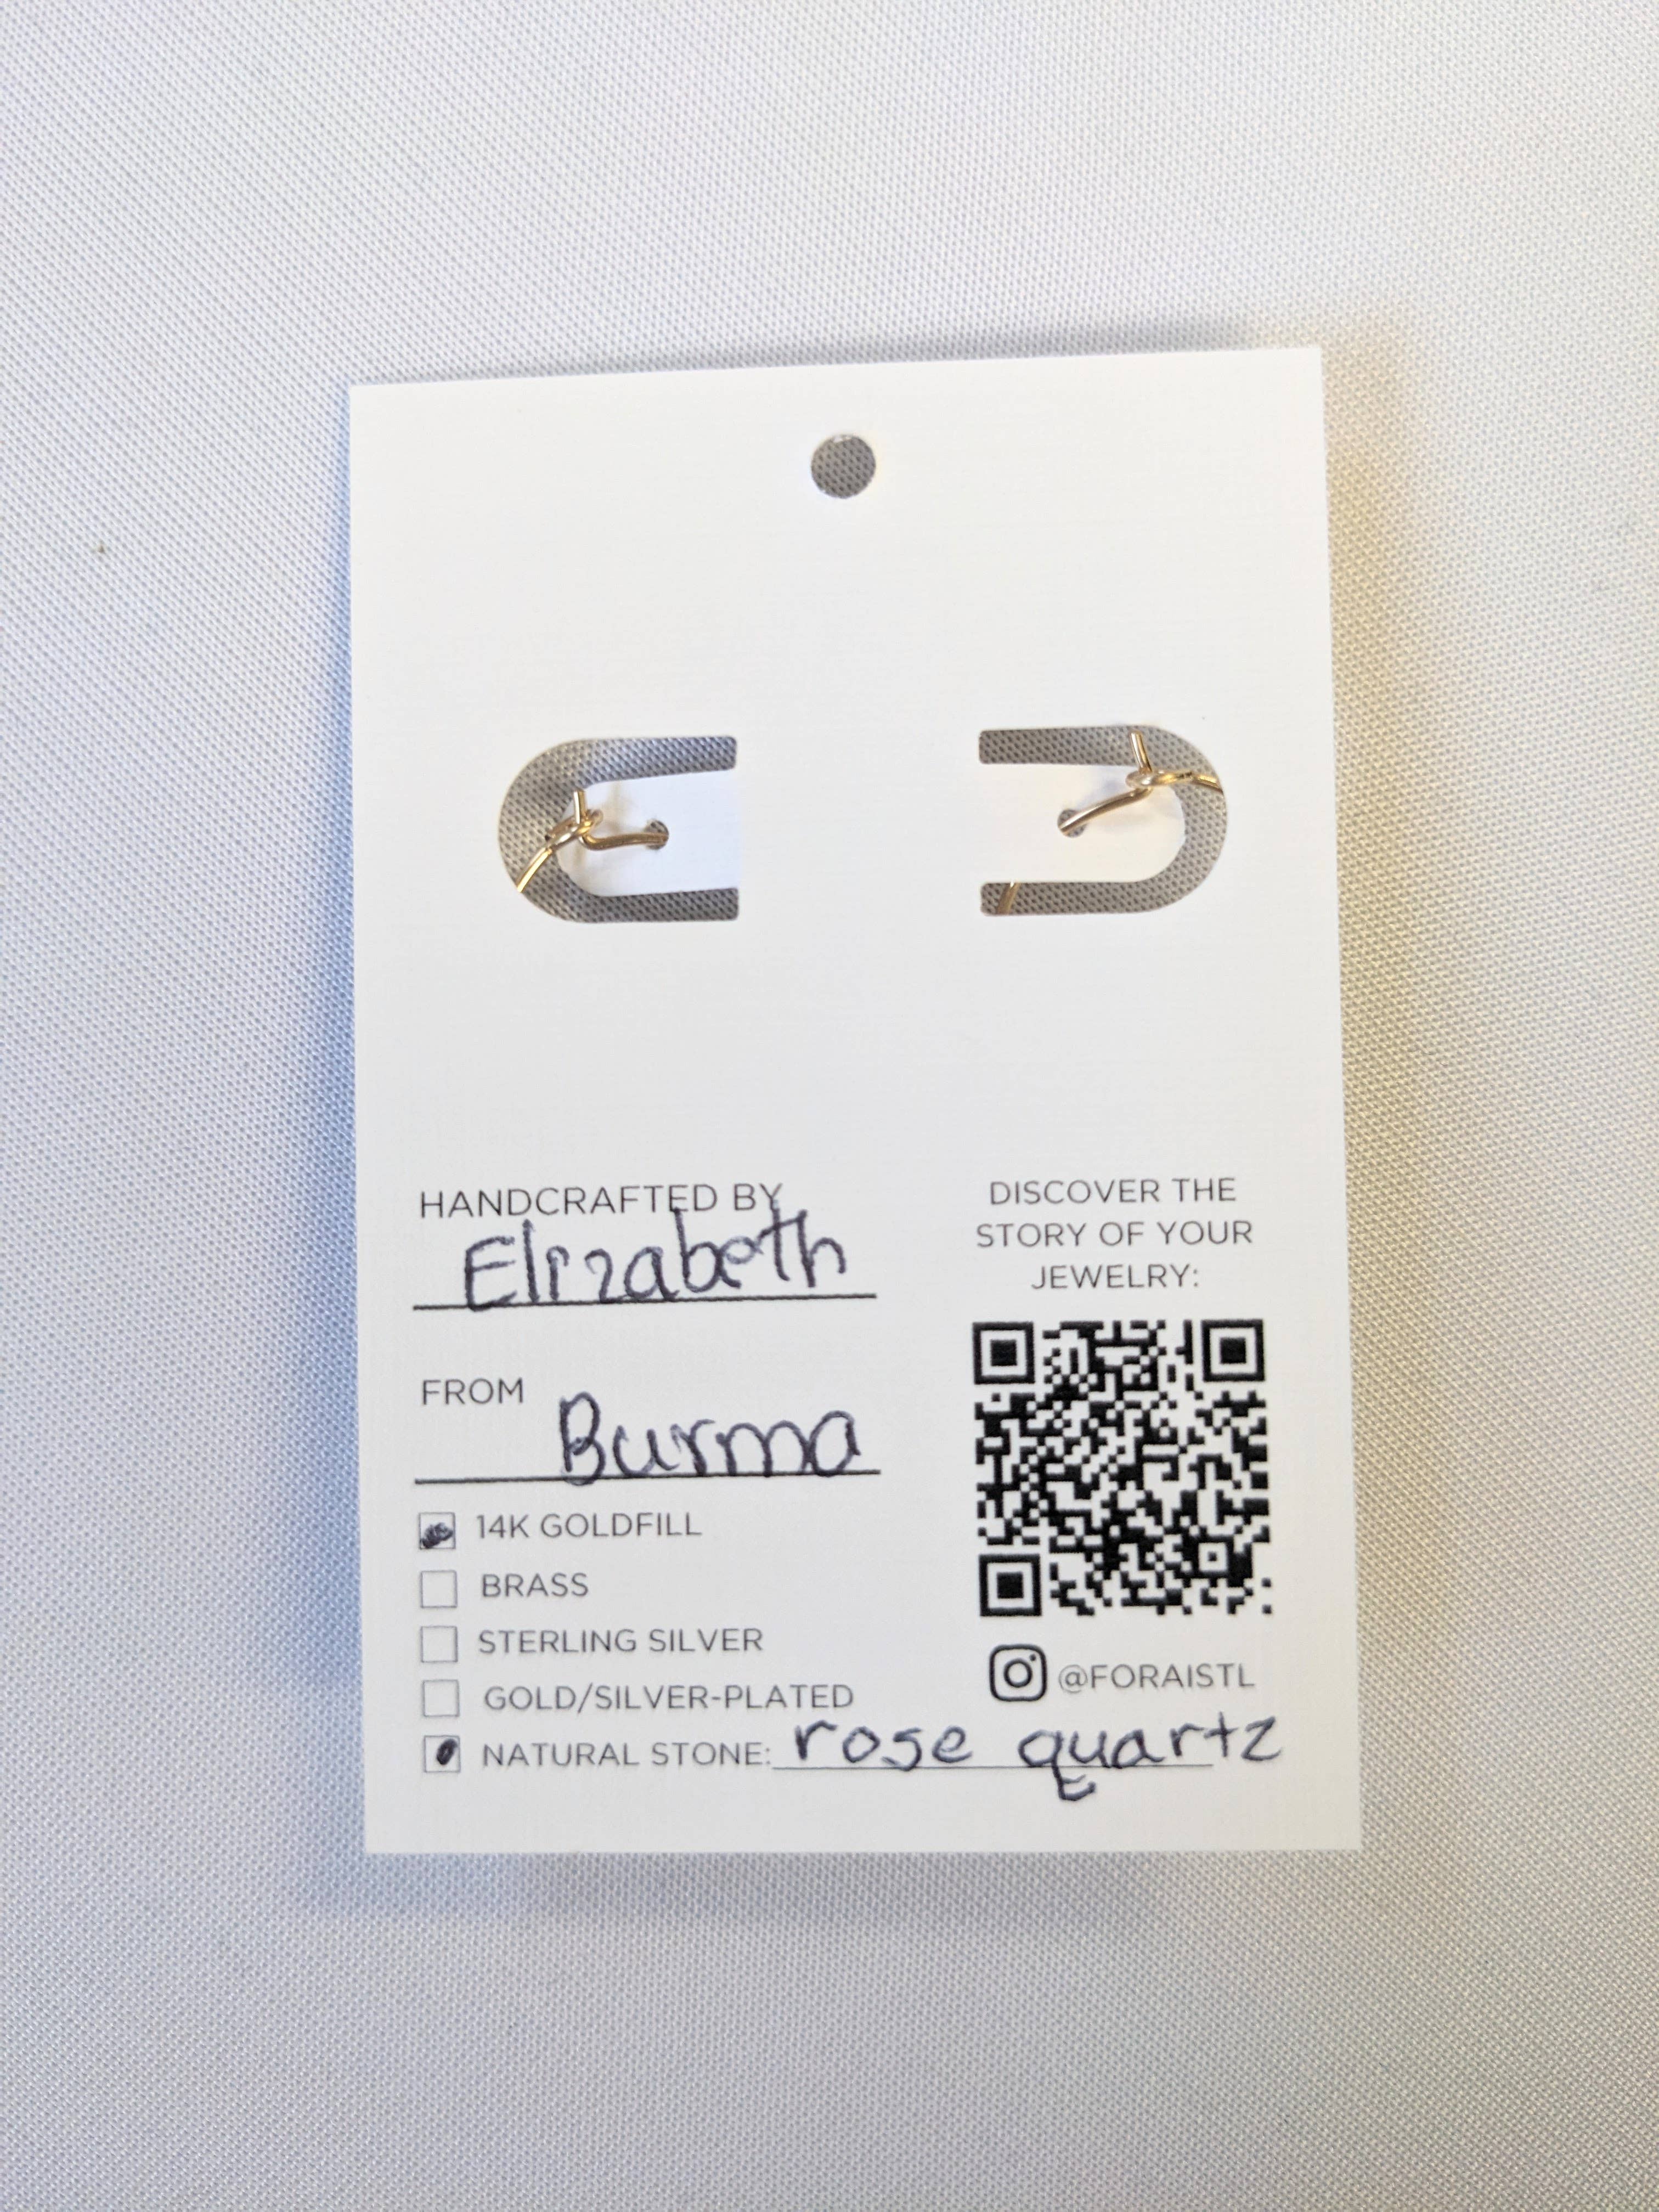 HANDCRAFTED BY
Elizabeth
FROM
Burma
14K GOLDFILL
BRASS
STERLING SILVER
GOLD/SILVER-PLATED
NATURAL STONE: rose quartz
DISCOVER THE
STORY OF YOUR
JEWELRY:
@FORAISTL